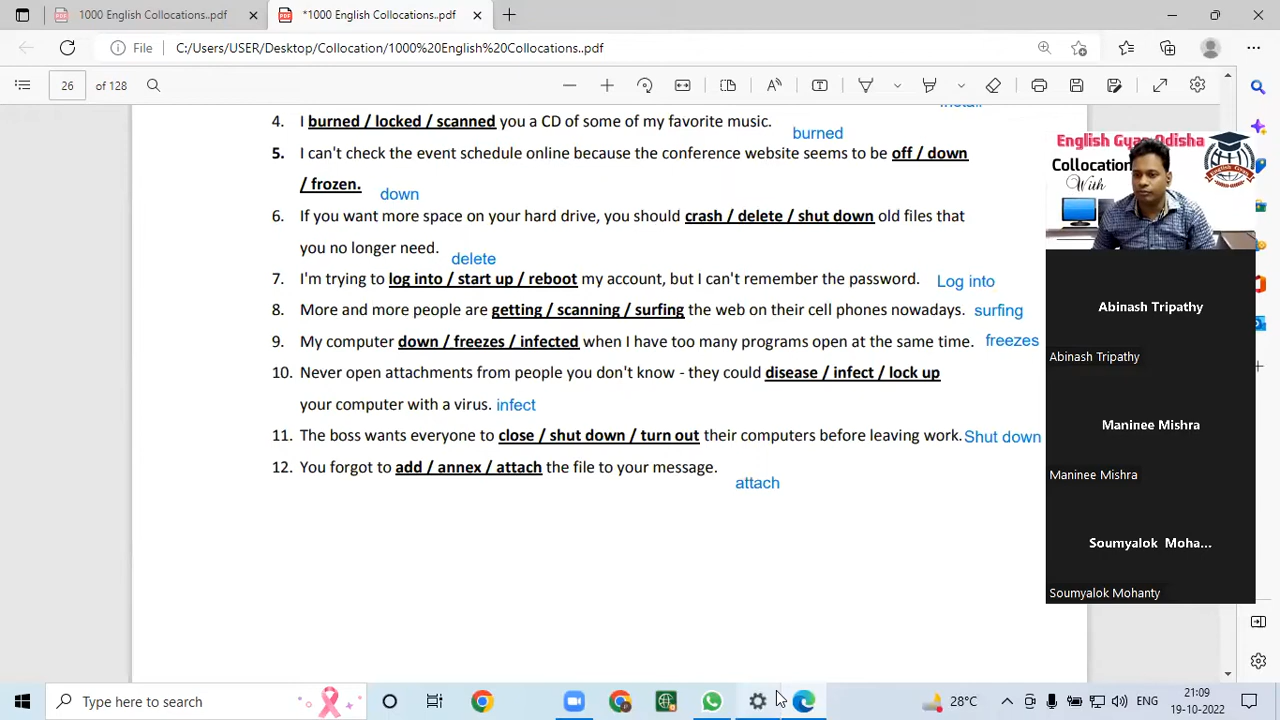 1000 English Collocations..pdf
*1000 English Collocations..pdf
File
C:/Users/USER/Desktop/Collocation/1000%20English%20Collocations..pdf
26 of 128
4. I burned / locked / scanned you a CD of some of my favorite music.
burned
5. I can't check the event schedule online because the conference website seems to be off / down
/ frozen.
down
6. If you want more space on your hard drive, you should crash / delete / shut down old files that
you no longer need.
delete
7. I'm trying to log into / start up / reboot my account, but I can't remember the password.
Log into
8. More and more people are getting / scanning / surfing the web on their cell phones nowadays.
surfing
9. My computer down / freezes / infected when I have too many programs open at the same time.
freezes
10. Never open attachments from people you don't know - they could disease / infect / lock up
your computer with a virus.
infect
11. The boss wants everyone to close / shut down / turn out their computers before leaving work.
Shut down
12. You forgot to add / annex / attach the file to your message.
attach
English Gyan Odisha
Collocation
With
English Gyan
Abinash Tripathy
Abinash Tripathy
Maninee Mishra
Maninee Mishra
Soumyalok Moha...
Soumyalok Mohanty
Type here to search
28°C
ENG
21:09
19-10-2022